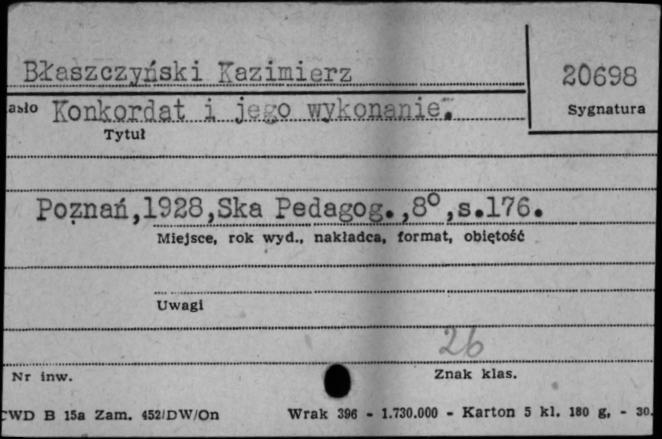 Błaszczyński Kazimierz
20698
Sygnatura
asło Konkordat i jego wykonanie.
Tytuł
Poznań,1928,Ska Pedagog.,8°,s.176.
Miejsce, rok wyd., nakładca, format, obiętość
Uwagi
26
Nr inw.
Znak klas.
CWD B 15a Zam. 452/DW/On Wrak 396 - 1.730.000 - Karton 5 kl. 180 g, - 30.